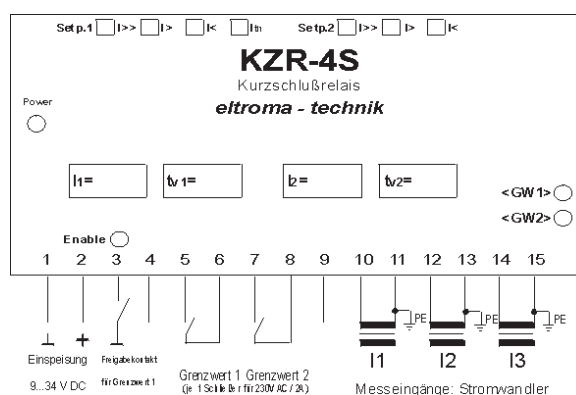 Setp.1 I>> I> I< Ith Setp.2 I>> I> I<
KZR-4S
Kurzschlußrelais
eltroma - technik
Power
I1= tv1= I2= tv2=
<GW1>
<GW2>
Enable
1 2 3 4 5 6 7 8 9 10 11 12 13 14 15
PE PE PE
I1 I2 I3
+
Einspeisung Freigabekontakt
9...34 V DC für Grenzwert 1
Grenzwert 1 Grenzwert 2
(je 1 Schließer für 230V AC / 2A)
Messeingänge: Stromwandler